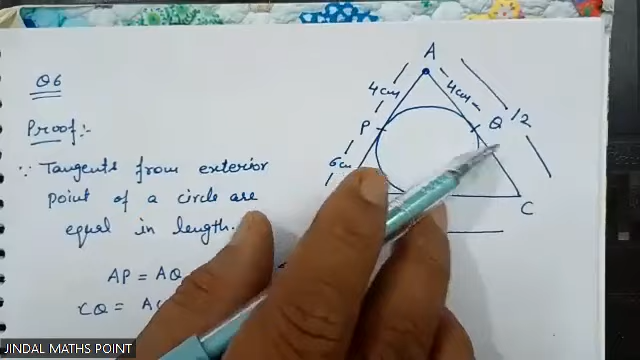 Q6
Proof:-
∵ Tangents from exterior
point of a circle are
equal in length.
AP = AQ
CQ =
A
4cm
4cm
P
Q
12
6cm
C
JINDAL MATHS POINT